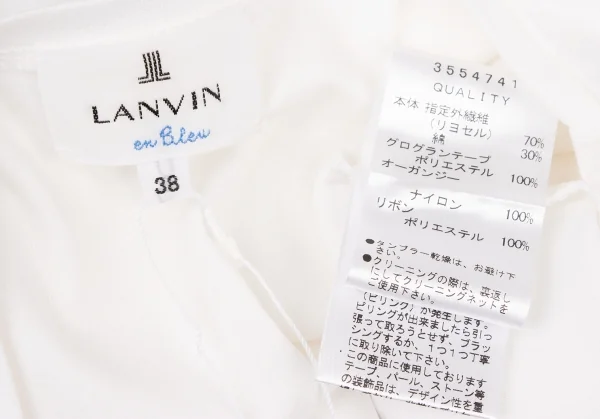 LANVIN
en Bleu
38
3554741
QUALITY
本体 指定外繊維
(リヨセル) 70%
綿 30%
グログランテープ
ポリエステル 100%
オーガンジー
ナイロン 100%
リボン
ポリエステル 100%
●タンブラー乾燥は、お避け下
さい。
●クリーニングの際は、裏返し
にしてクリーニングネットを
ご使用下さい。
(ピリング)が発生します。
ピリングが出来ましたら引っ
張って取ろうとせず、ブラッ
シングするか、1つ1つ丁寧
に取り除いて下さい。
・この商品に使用しております
テープ、パール、ストーン等
の装飾品は、デザイン性を重